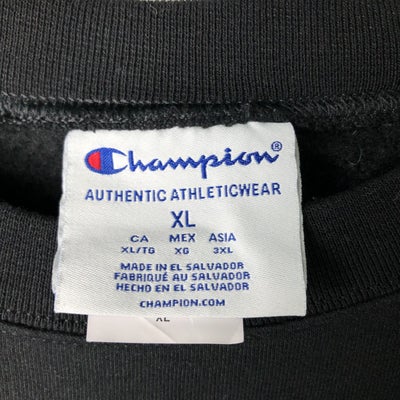 Champion®
AUTHENTIC ATHLETICWEAR
XL
CA MEX ASIA
XL/TG XG 3XL
MADE IN EL SALVADOR
FABRIQUÉ AU SALVADOR
HECHO EN EL SALVADOR
CHAMPION.COM
XL